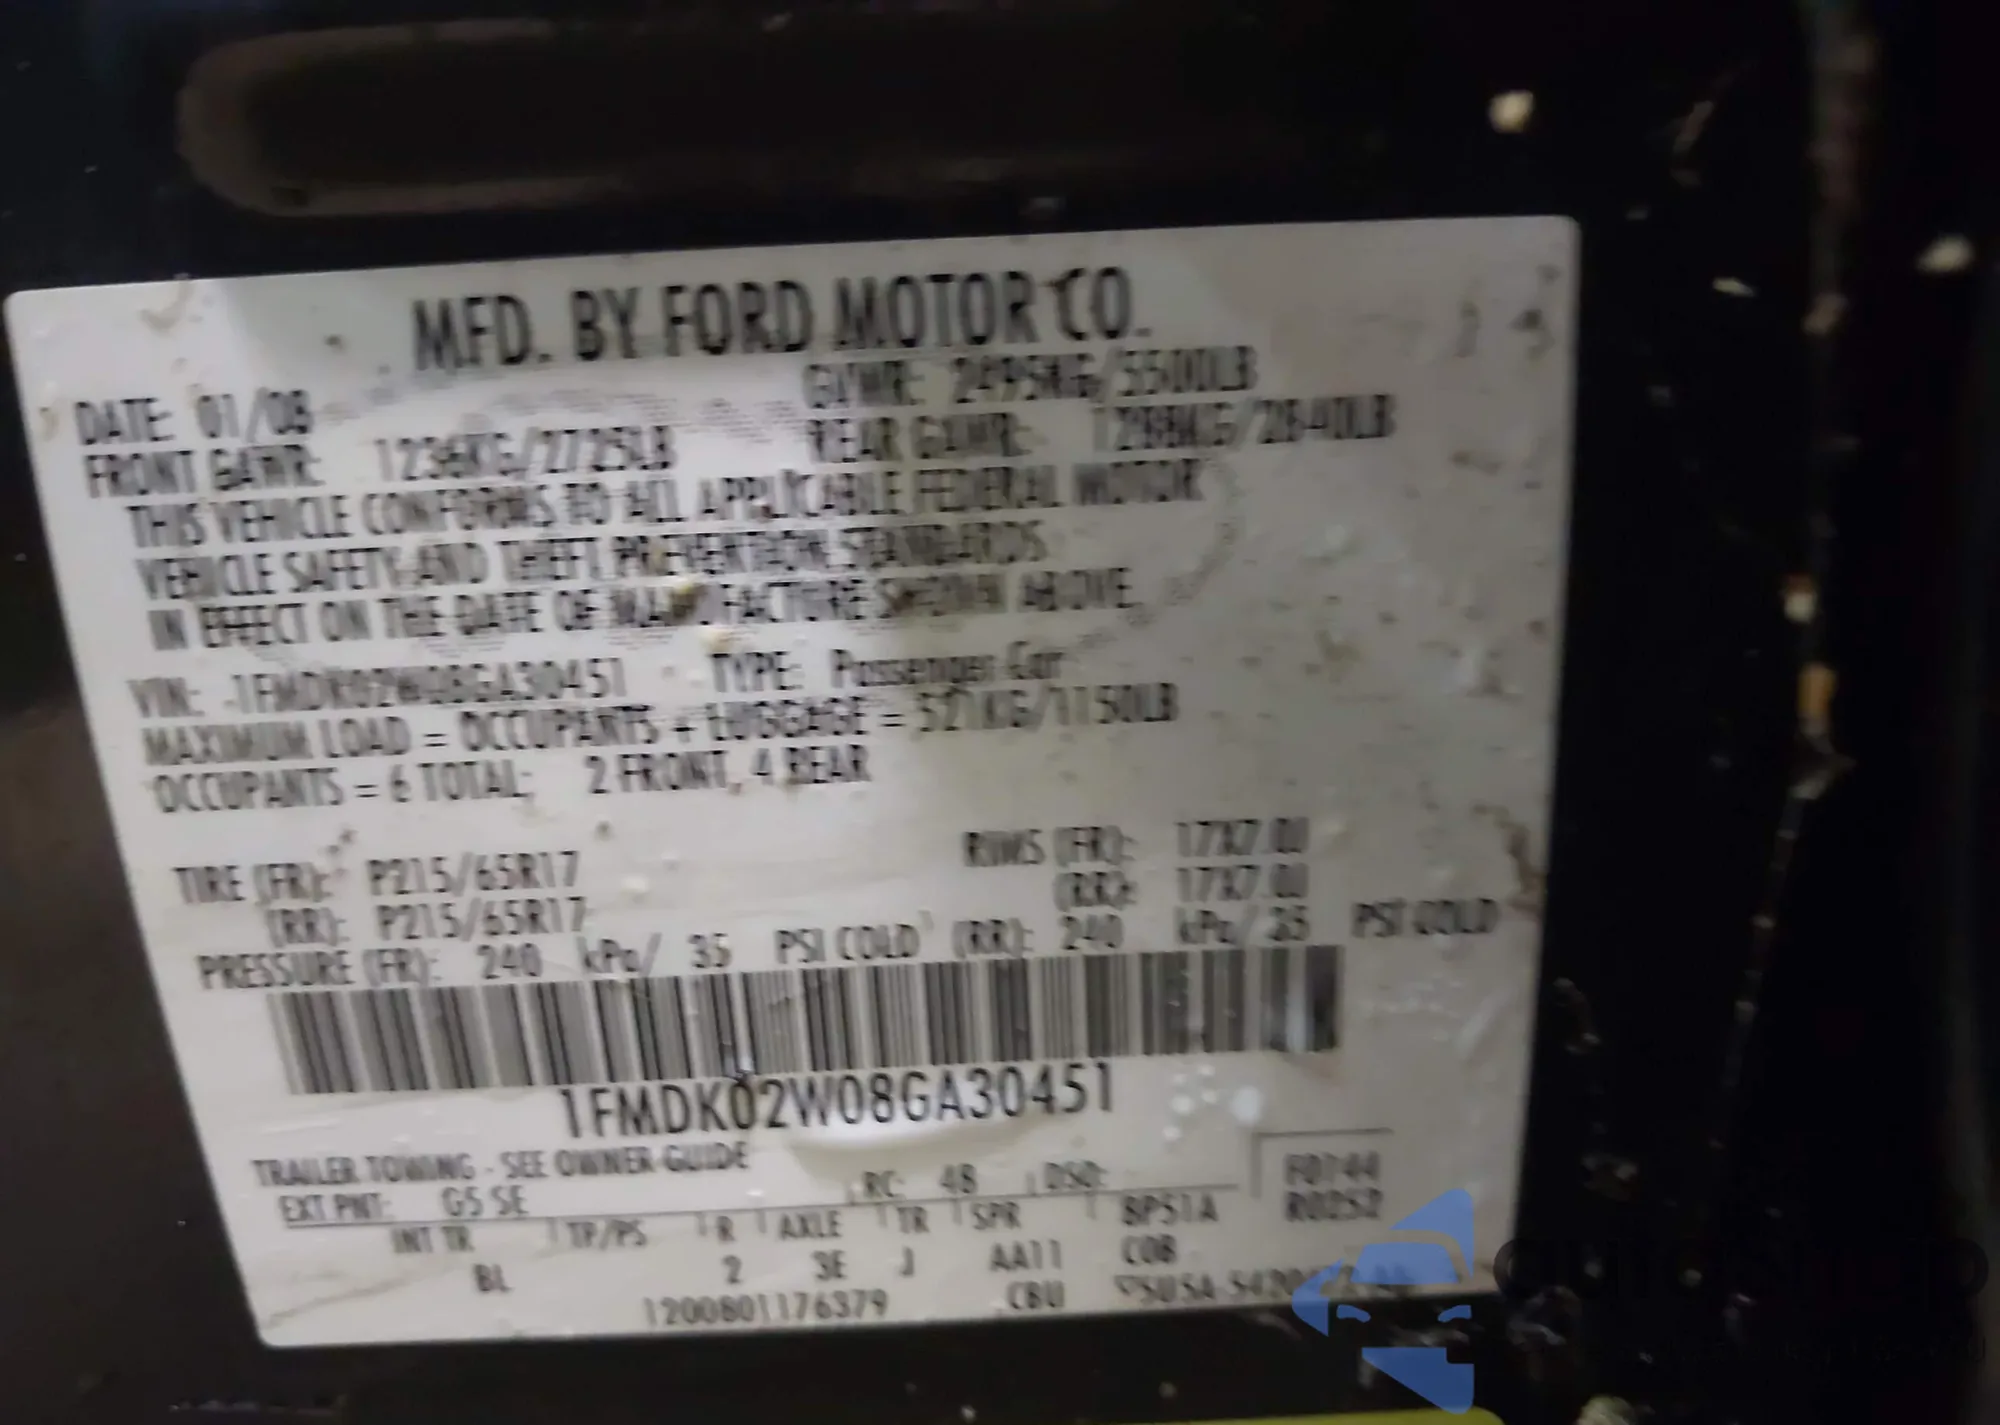 MFD. BY FORD MOTOR CO.
DATE: 01/08 GVWR: 2495KG/5500LB
FRONT GAWR: 1236KG/2725LB REAR GAWR: 1288KG/2840LB
THIS VEHICLE CONFORMS TO ALL APPLICABLE FEDERAL MOTOR
VEHICLE SAFETY AND THEFT PREVENTION STANDARDS
IN EFFECT ON THE DATE OF MANUFACTURE SHOWN ABOVE.
VIN: 1FMDK02W08GA30451 TYPE: Passenger Car
MAXIMUM LOAD = OCCUPANTS + LUGGAGE = 521KG/1150LB
OCCUPANTS = 6 TOTAL: 2 FRONT, 4 REAR
TIRE (FR): P215/65R17 RIMS (FR): 17X7.0J
(RR): P215/65R17 (RR): 17X7.0J
PRESSURE (FR): 240 kPa/ 35 PSI COLD (RR): 240 kPa/ 35 PSI COLD
1FMDK02W08GA30451
TRAILER TOWING - SEE OWNER GUIDE
EXT PNT: G5 SE RC: 48 DSO: F0744
R0252
INT TR TP/PS R AXLE TR SPR BP51A
BL 2 3E J AA11 COB
1200801176379 CBU